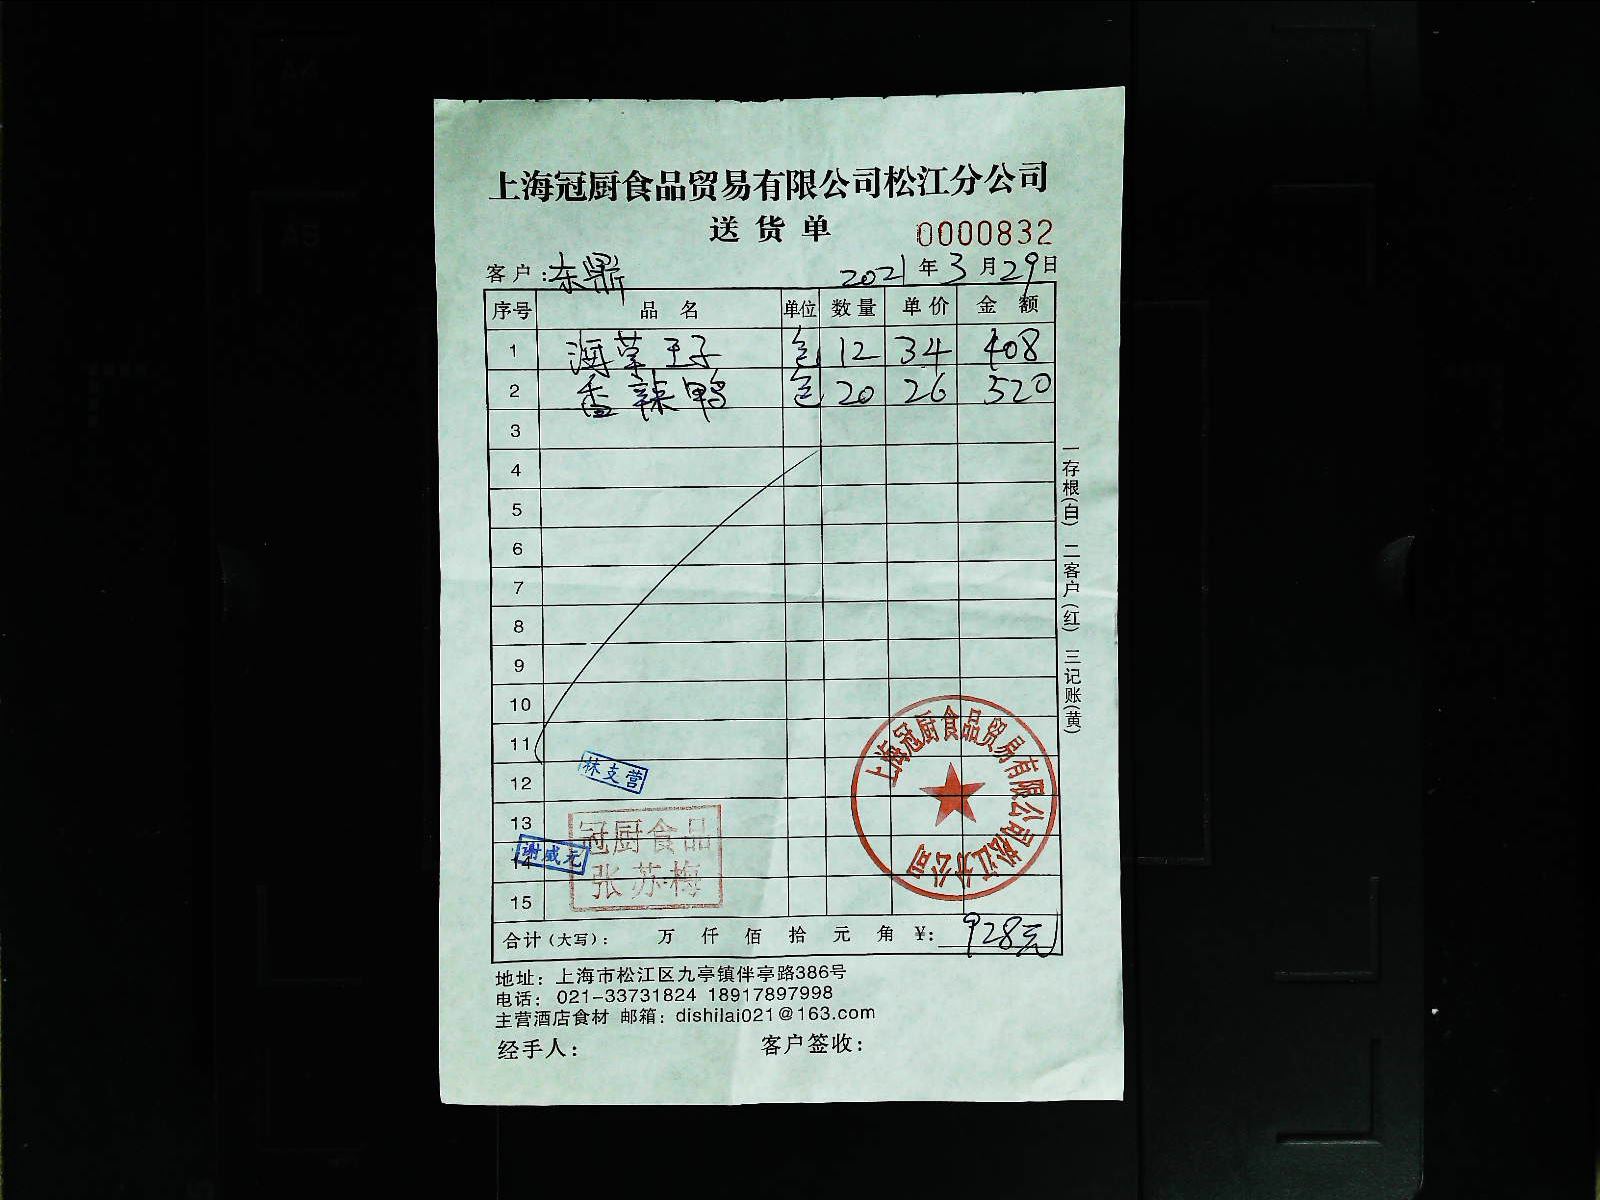 上海冠厨食品贸易有限公司松江分公司
送货单 0000832
客户:东鼎 2021年3月29日
序号 品名 单位 数量 单价 金额
1 海草王子 包 12 34 408
2 香辣鸭 包 20 26 520
3
4
5
6
7
8
9
10
11
12
13
14
15
林支营
冠厨食品
张苏梅
谢咸元
上海冠厨食品贸易有限公司松江分公司
合计(大写): 万 仟 佰 拾 元 角 ¥: 928元
一存根(白) 二客户(红) 三记账(黄)
地址:上海市松江区九亭镇伴亭路386号
电话: 021-33731824 18917897998
主营酒店食材 邮箱: dishilai021@163.com
经手人: 客户签收: